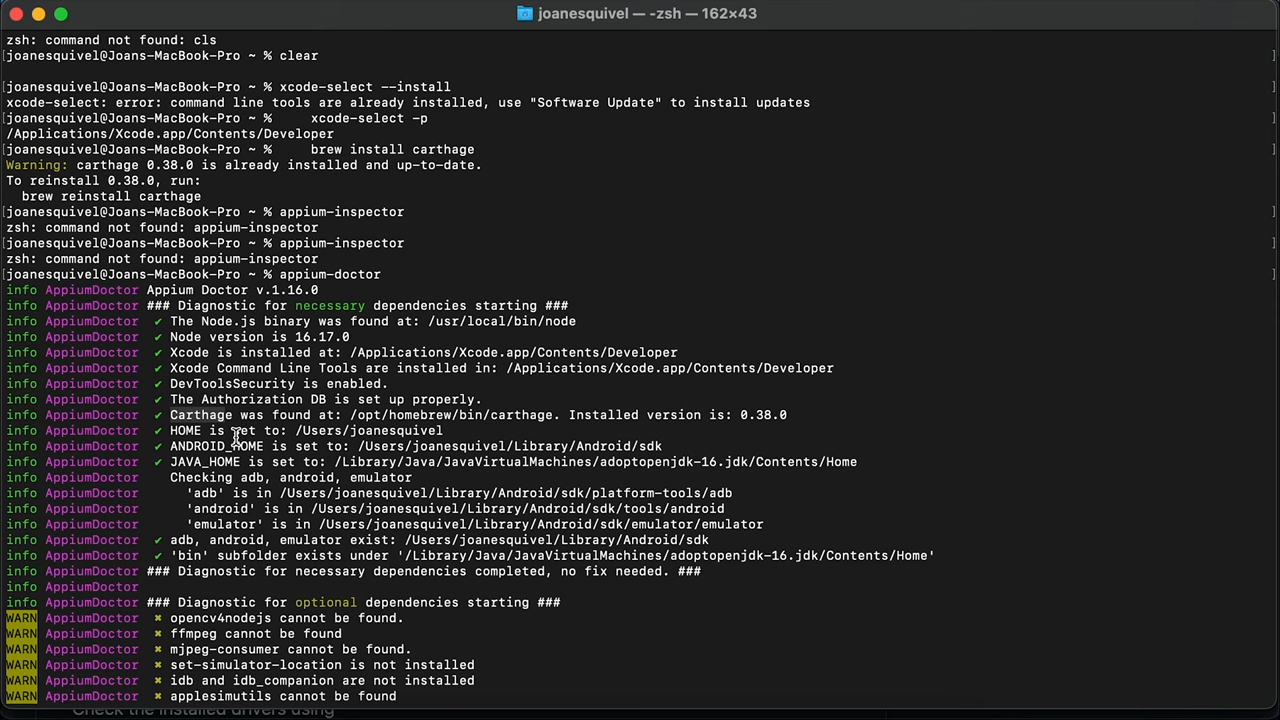 joanesquivel — -zsh — 162×43
zsh: command not found: cls
[joanesquivel@Joans-MacBook-Pro ~ % clear ]
[joanesquivel@Joans-MacBook-Pro ~ % xcode-select --install ]
xcode-select: error: command line tools are already installed, use "Software Update" to install updates
[joanesquivel@Joans-MacBook-Pro ~ %     xcode-select -p ]
/Applications/Xcode.app/Contents/Developer
[joanesquivel@Joans-MacBook-Pro ~ %     brew install carthage ]
Warning: carthage 0.38.0 is already installed and up-to-date.
To reinstall 0.38.0, run:
  brew reinstall carthage
[joanesquivel@Joans-MacBook-Pro ~ % appium-inspector ]
zsh: command not found: appium-inspector
[joanesquivel@Joans-MacBook-Pro ~ % appium-inspector ]
zsh: command not found: appium-inspector
[joanesquivel@Joans-MacBook-Pro ~ % appium-doctor ]
info AppiumDoctor Appium Doctor v.1.16.0
info AppiumDoctor ### Diagnostic for necessary dependencies starting ###
info AppiumDoctor  ✔ The Node.js binary was found at: /usr/local/bin/node
info AppiumDoctor  ✔ Node version is 16.17.0
info AppiumDoctor  ✔ Xcode is installed at: /Applications/Xcode.app/Contents/Developer
info AppiumDoctor  ✔ Xcode Command Line Tools are installed in: /Applications/Xcode.app/Contents/Developer
info AppiumDoctor  ✔ DevToolsSecurity is enabled.
info AppiumDoctor  ✔ The Authorization DB is set up properly.
info AppiumDoctor  ✔ Carthage was found at: /opt/homebrew/bin/carthage. Installed version is: 0.38.0
info AppiumDoctor  ✔ HOME is set to: /Users/joanesquivel
info AppiumDoctor  ✔ ANDROID_HOME is set to: /Users/joanesquivel/Library/Android/sdk
info AppiumDoctor  ✔ JAVA_HOME is set to: /Library/Java/JavaVirtualMachines/adoptopenjdk-16.jdk/Contents/Home
info AppiumDoctor    Checking adb, android, emulator
info AppiumDoctor      'adb' is in /Users/joanesquivel/Library/Android/sdk/platform-tools/adb
info AppiumDoctor      'android' is in /Users/joanesquivel/Library/Android/sdk/tools/android
info AppiumDoctor      'emulator' is in /Users/joanesquivel/Library/Android/sdk/emulator/emulator
info AppiumDoctor  ✔ adb, android, emulator exist: /Users/joanesquivel/Library/Android/sdk
info AppiumDoctor  ✔ 'bin' subfolder exists under '/Library/Java/JavaVirtualMachines/adoptopenjdk-16.jdk/Contents/Home'
info AppiumDoctor ### Diagnostic for necessary dependencies completed, no fix needed. ###
info AppiumDoctor
info AppiumDoctor ### Diagnostic for optional dependencies starting ###
WARN AppiumDoctor  ✖ opencv4nodejs cannot be found.
WARN AppiumDoctor  ✖ ffmpeg cannot be found
WARN AppiumDoctor  ✖ mjpeg-consumer cannot be found.
WARN AppiumDoctor  ✖ set-simulator-location is not installed
WARN AppiumDoctor  ✖ idb and idb_companion are not installed
WARN AppiumDoctor  ✖ applesimutils cannot be found
Check the installed drivers using